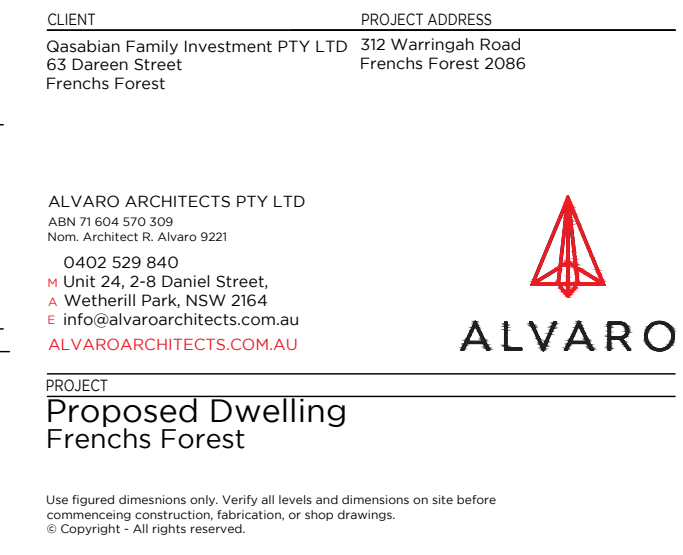 CLIENT
PROJECT ADDRESS
Qasabian Family Investment PTY LTD
63 Dareen Street
Frenchs Forest
312 Warringah Road
Frenchs Forest 2086
ALVARO ARCHITECTS PTY LTD
ABN 71 604 570 309
Nom. Architect R. Alvaro 9221
0402 529 840
M Unit 24, 2-8 Daniel Street,
A Wetherill Park, NSW 2164
E info@alvaroarchitects.com.au
ALVAROARCHITECTS.COM.AU
ALVARO
PROJECT
Proposed Dwelling
Frenchs Forest
Use figured dimesnions only. Verify all levels and dimensions on site before
commenceing construction, fabrication, or shop drawings.
© Copyright - All rights reserved.